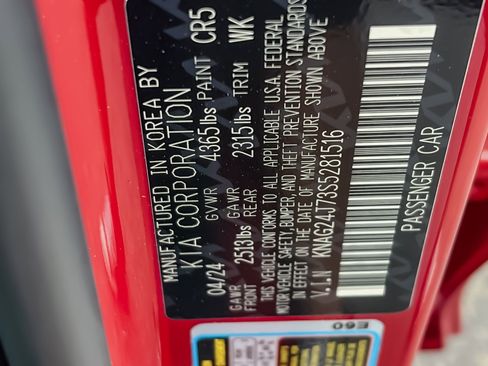 MANUFACTURED IN KOREA BY
KIA CORPORATION
04/24 GVWR 4365lbs PAINT CR5
GAWR FRONT 2513lbs GAWR REAR 2315lbs TRIM WK
THIS VEHICLE CONFORMS TO ALL APPLICABLE U.S.A. FEDERAL
MOTOR VEHICLE SAFETY, BUMPER, AND THEFT PREVENTION STANDARDS
IN EFFECT ON THE DATE OF MANUFACTURE SHOWN ABOVE
V.I.N KNAG24J73S5281516
PASSENGER CAR
E60